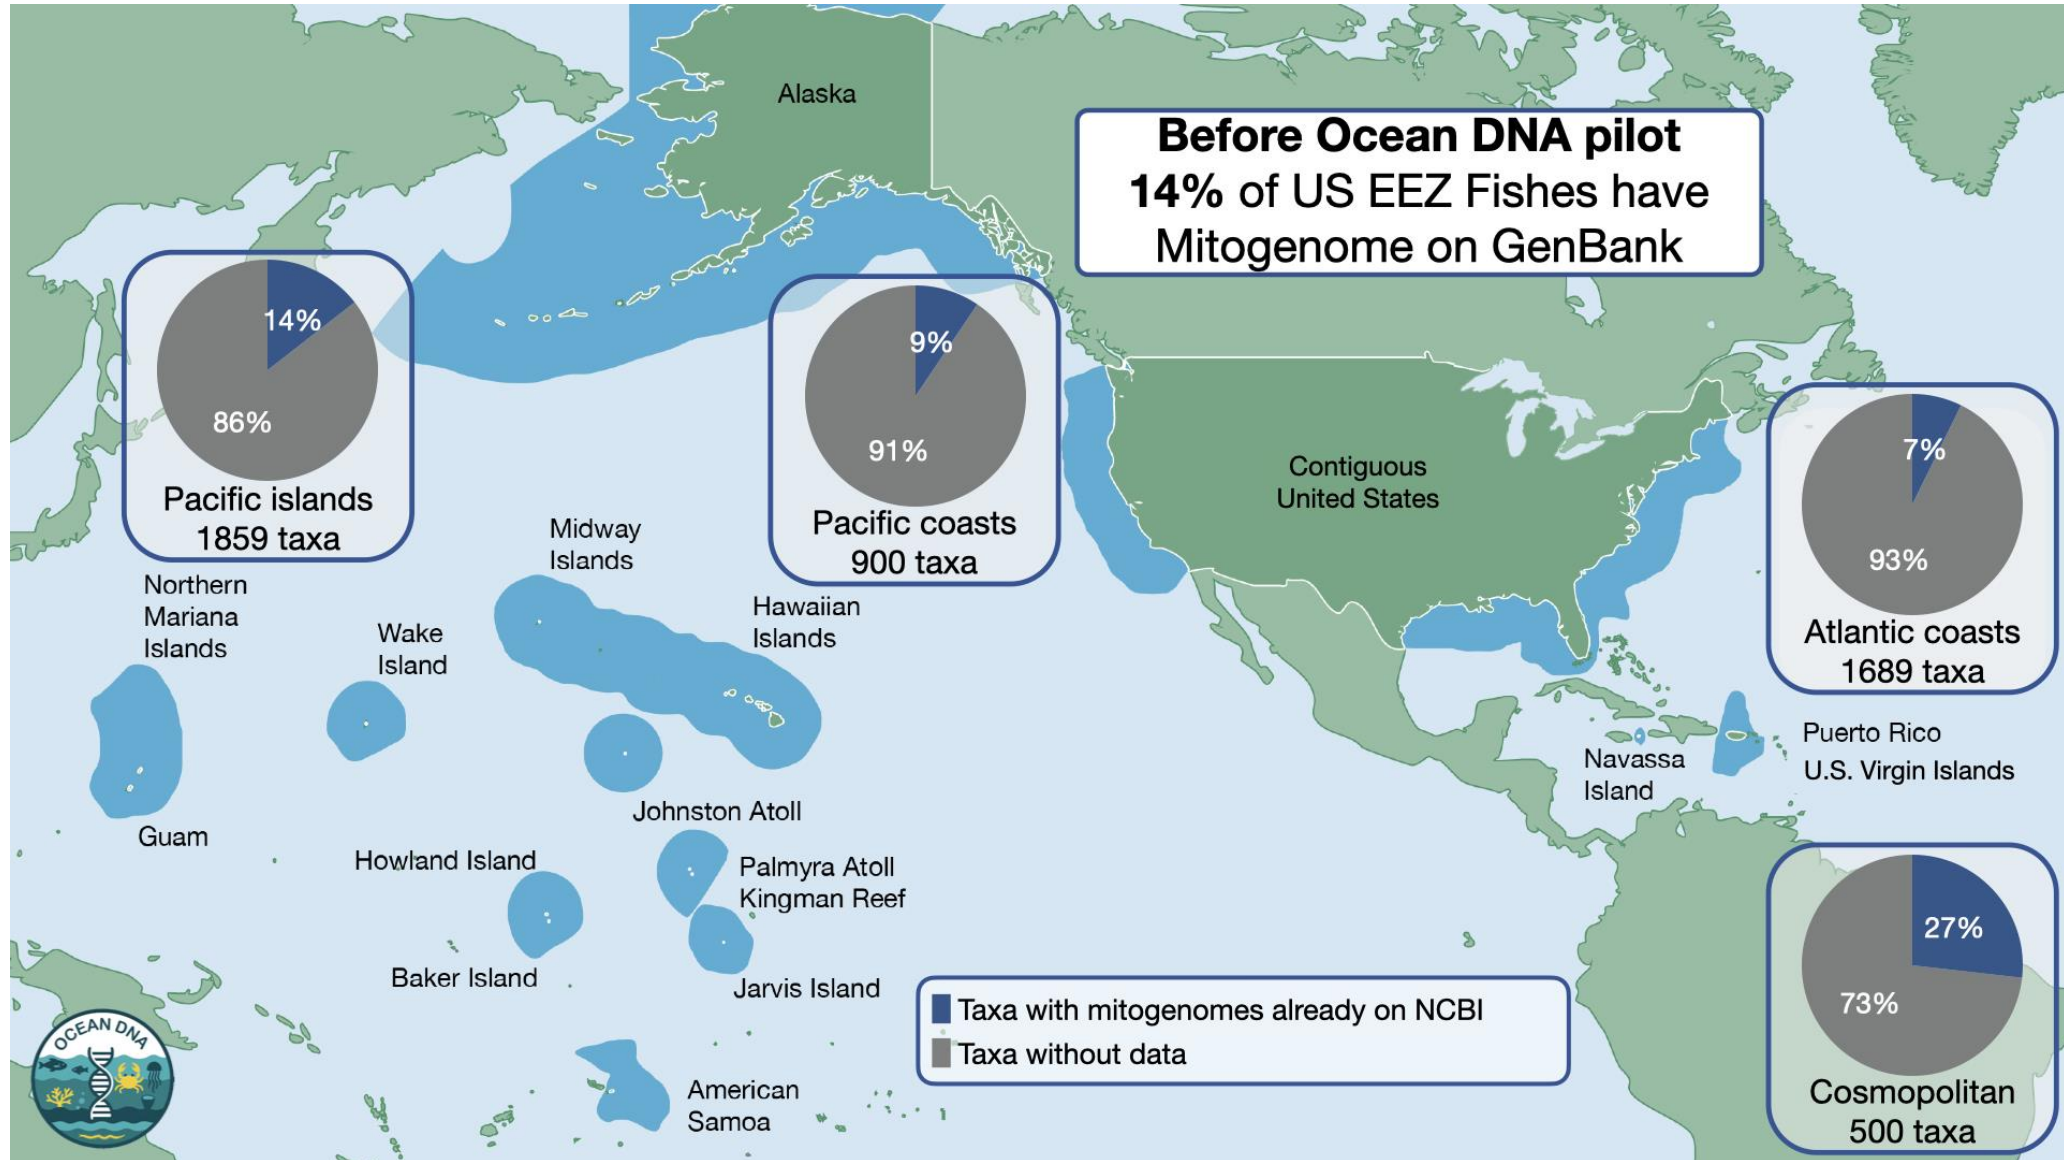 Alaska
Before Ocean DNA pilot
14% of US EEZ Fishes have
Mitogenome on GenBank
14%
86%
Pacific islands
1859 taxa
9%
91%
Pacific coasts
900 taxa
Contiguous
United States
7%
93%
Atlantic coasts
1689 taxa
Midway
Islands
Northern
Mariana
Islands
Wake
Island
Hawaiian
Islands
Guam
Johnston Atoll
Navassa
Island
Puerto Rico
U.S. Virgin Islands
Howland Island
Palmyra Atoll
Kingman Reef
Baker Island
Jarvis Island
27%
73%
Cosmopolitan
500 taxa
Taxa with mitogenomes already on NCBI
Taxa without data
OCEAN DNA
American
Samoa